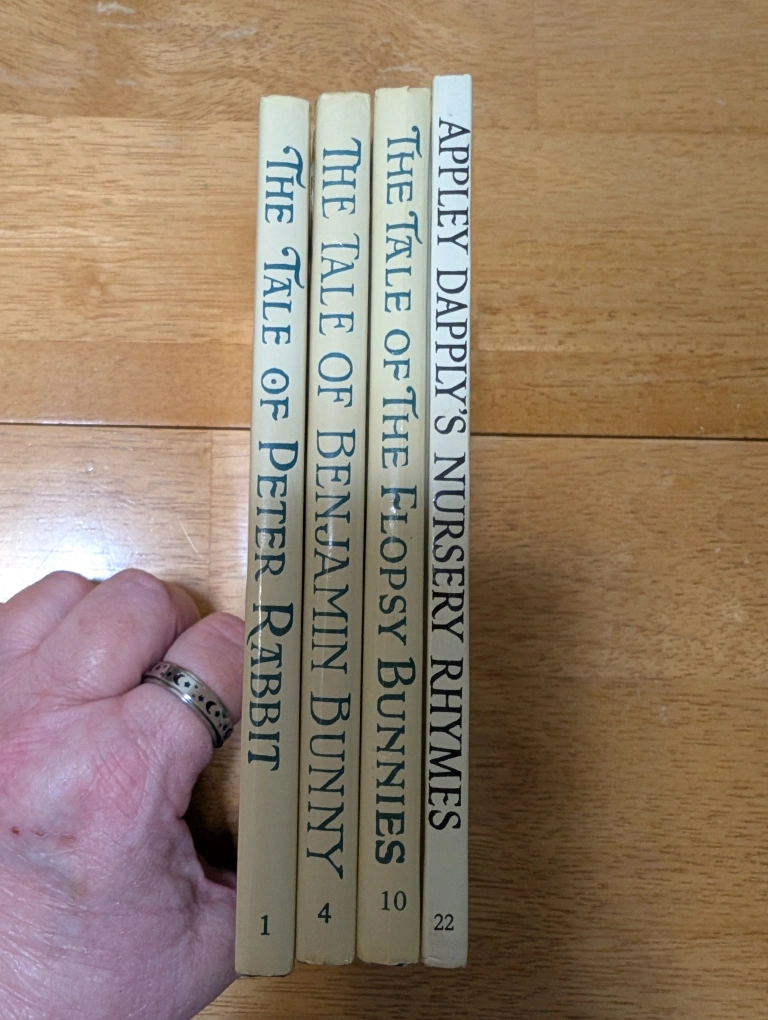 THE TALE OF PETER RABBIT
1
THE TALE OF BENJAMIN BUNNY
4
THE TALE OF THE FLOPSY BUNNIES
10
APPLEY DAPPLY'S NURSERY RHYMES
22